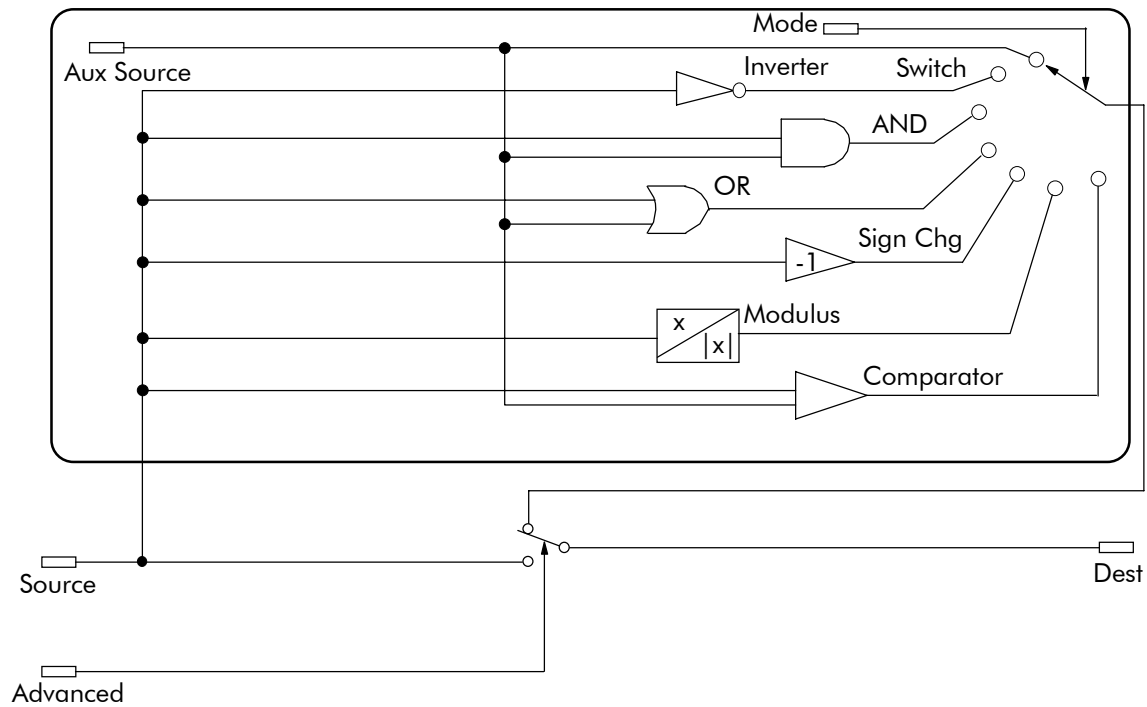 Mode
Aux Source
Inverter
Switch
AND
OR
Sign Chg
-1
Modulus
x
|x|
Comparator
Source
Dest
Advanced